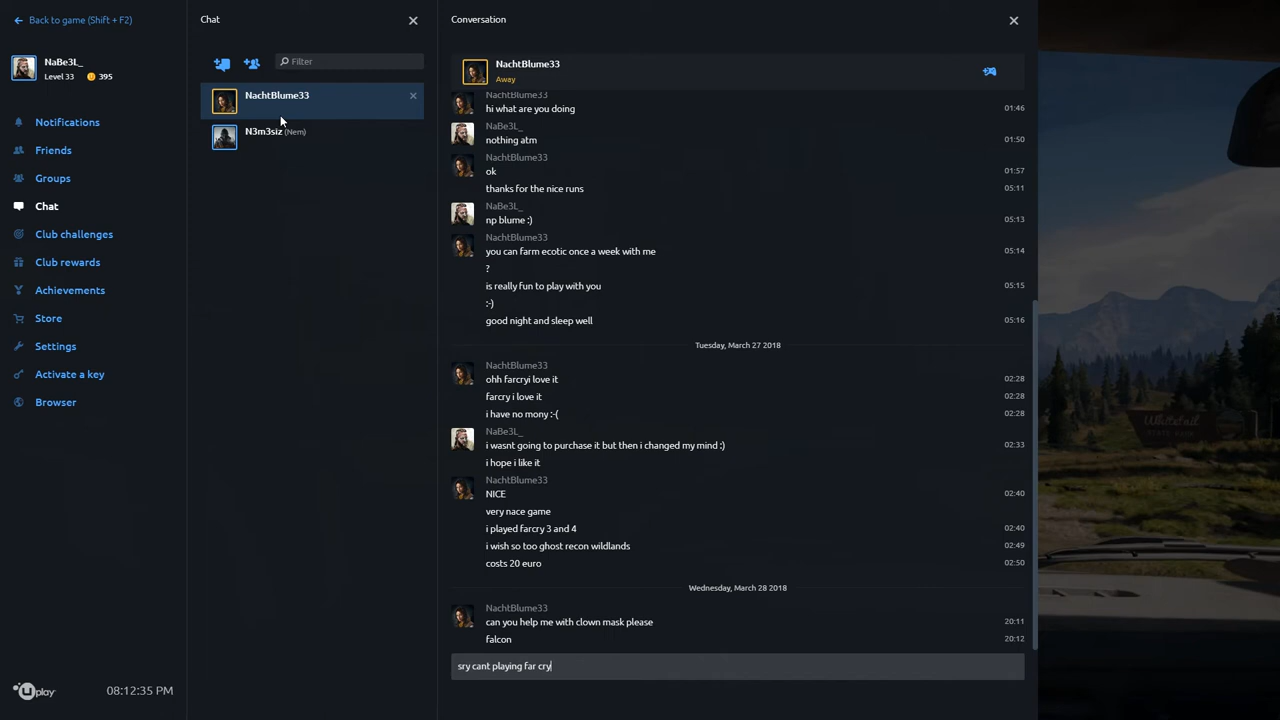 Back to game (Shift + F2)
NaBe3L_
Level 33
395
Notifications
Friends
Groups
Chat
Club challenges
Club rewards
Achievements
Store
Settings
Activate a key
Browser
uplay
08:12:35 PM
Chat
Filter
NachtBlume33
N3m3siz (Nem)
Conversation
NachtBlume33
Away
NachtBlume33
hi what are you doing 01:46
NaBe3L_
nothing atm 01:50
NachtBlume33
ok 01:57
thanks for the nice runs 05:11
NaBe3L_
np blume :) 05:13
NachtBlume33
you can farm ecotic once a week with me 05:14
?
is really fun to play with you 05:15
:-)
good night and sleep well 05:16
Tuesday, March 27 2018
NachtBlume33
ohh farcryi love it 02:28
farcry i love it 02:28
i have no mony :-( 02:28
NaBe3L_
i wasnt going to purchase it but then i changed my mind :) 02:33
i hope i like it
NachtBlume33
NICE 02:40
very nace game
i played farcry 3 and 4 02:40
i wish so too ghost recon wildlands 02:49
costs 20 euro 02:50
Wednesday, March 28 2018
NachtBlume33
can you help me with clown mask please 20:11
falcon 20:12
sry cant playing far cry
Whitetail